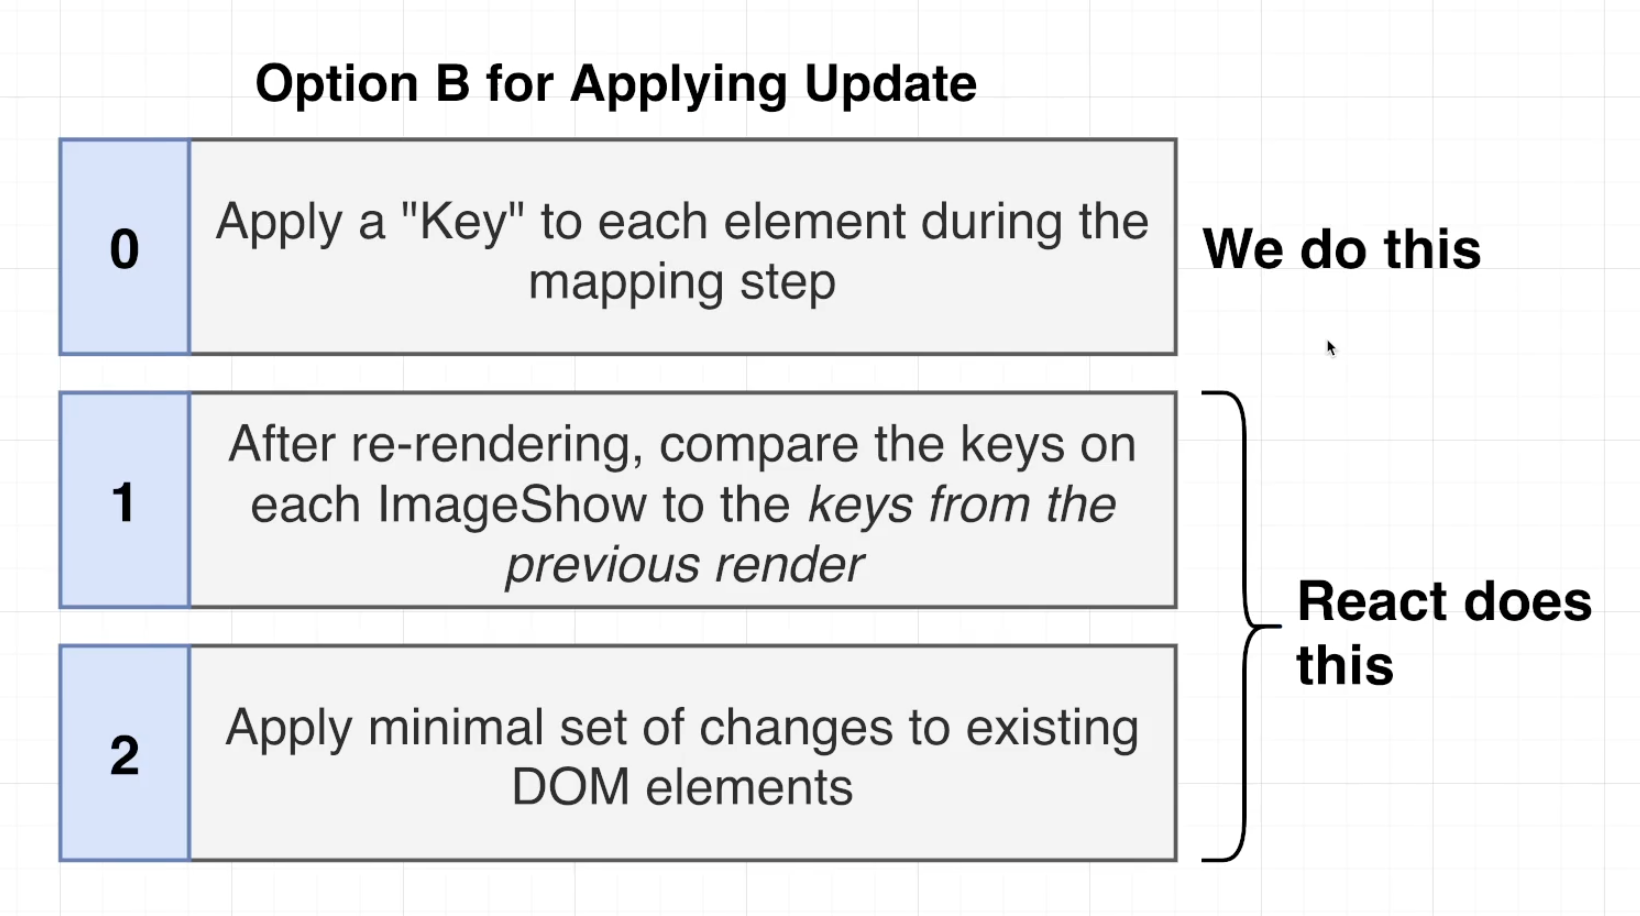 Option B for Applying Update
0
Apply a "Key" to each element during the
mapping step
We do this
1
After re-rendering, compare the keys on
each ImageShow to the keys from the
previous render
React does
this
2
Apply minimal set of changes to existing
DOM elements